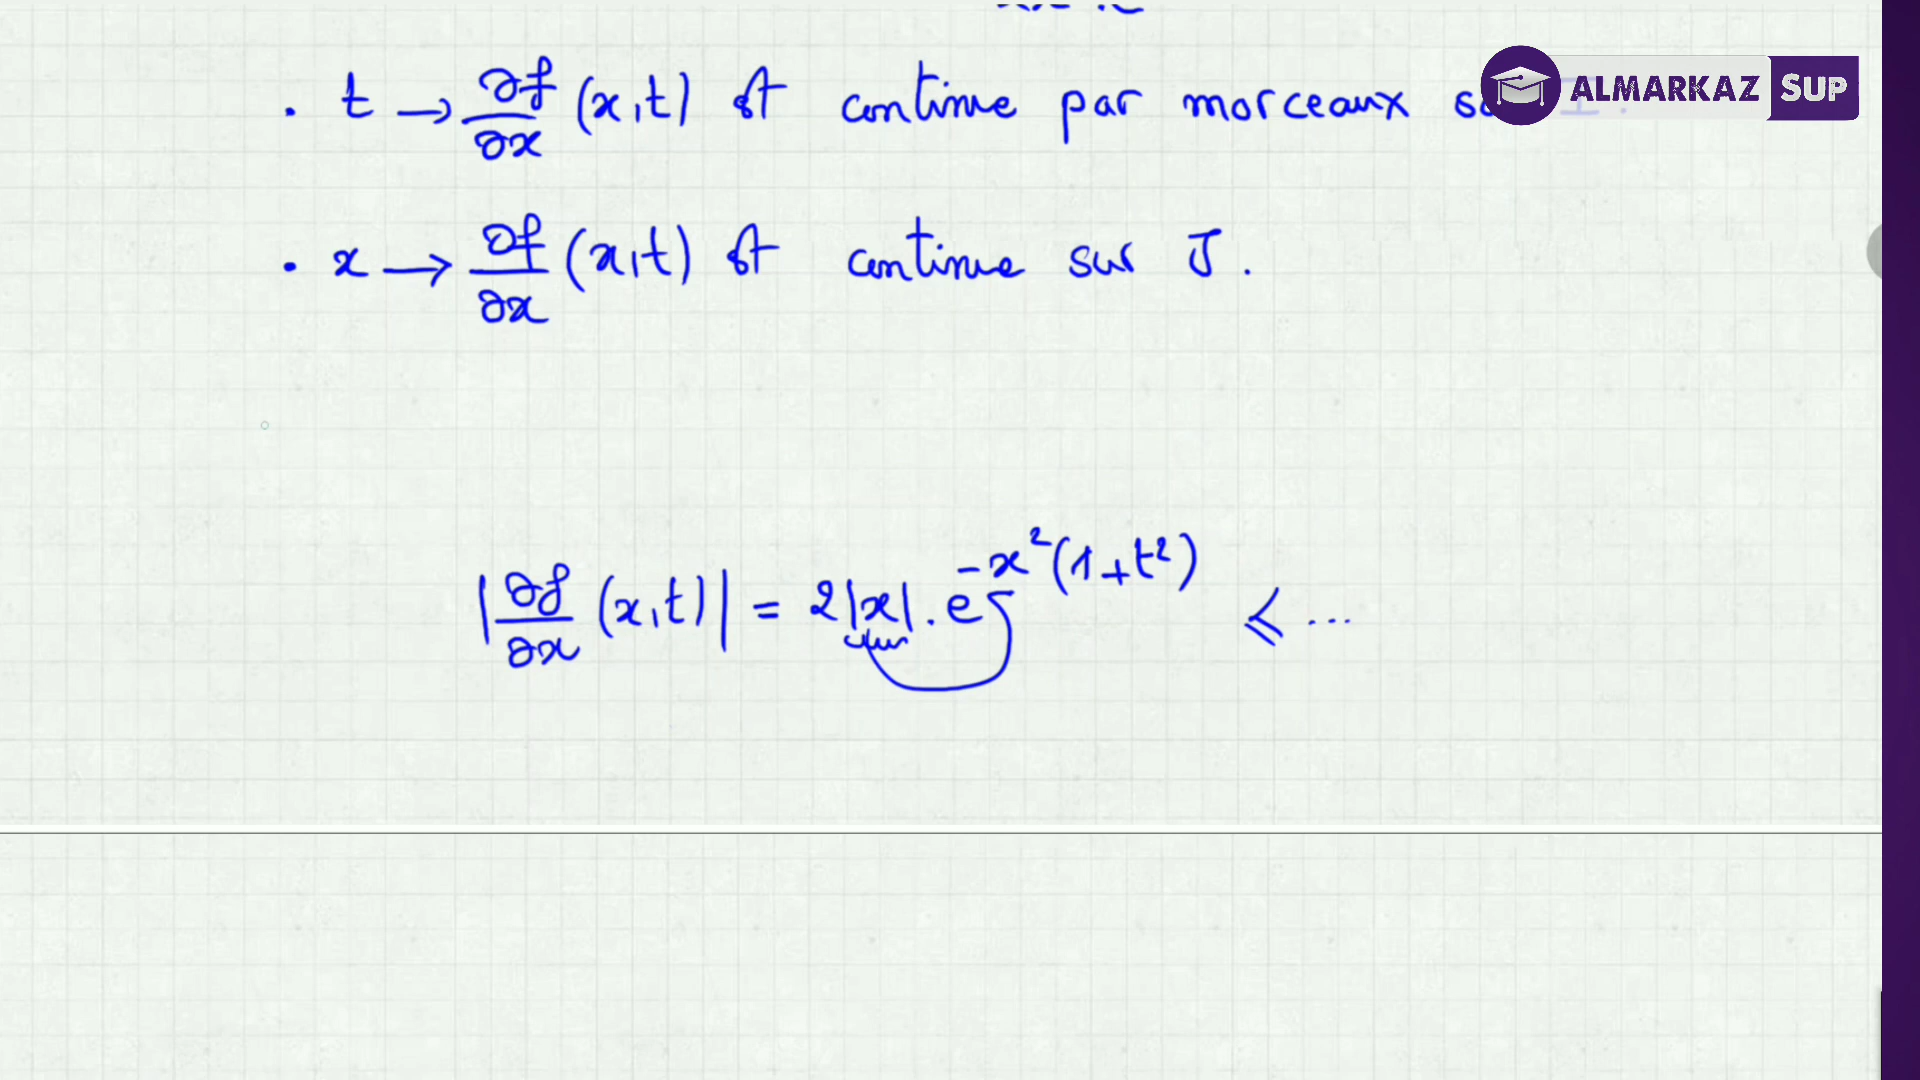 . t → ∂f/∂x (x,t) est continue par morceaux
ALMARKAZ SUP
. x → ∂f/∂x (x,t) est continue sur J.
|∂f/∂x (x,t)| = 2|x|.e^{-x²(1+t²)} ⩽ ...